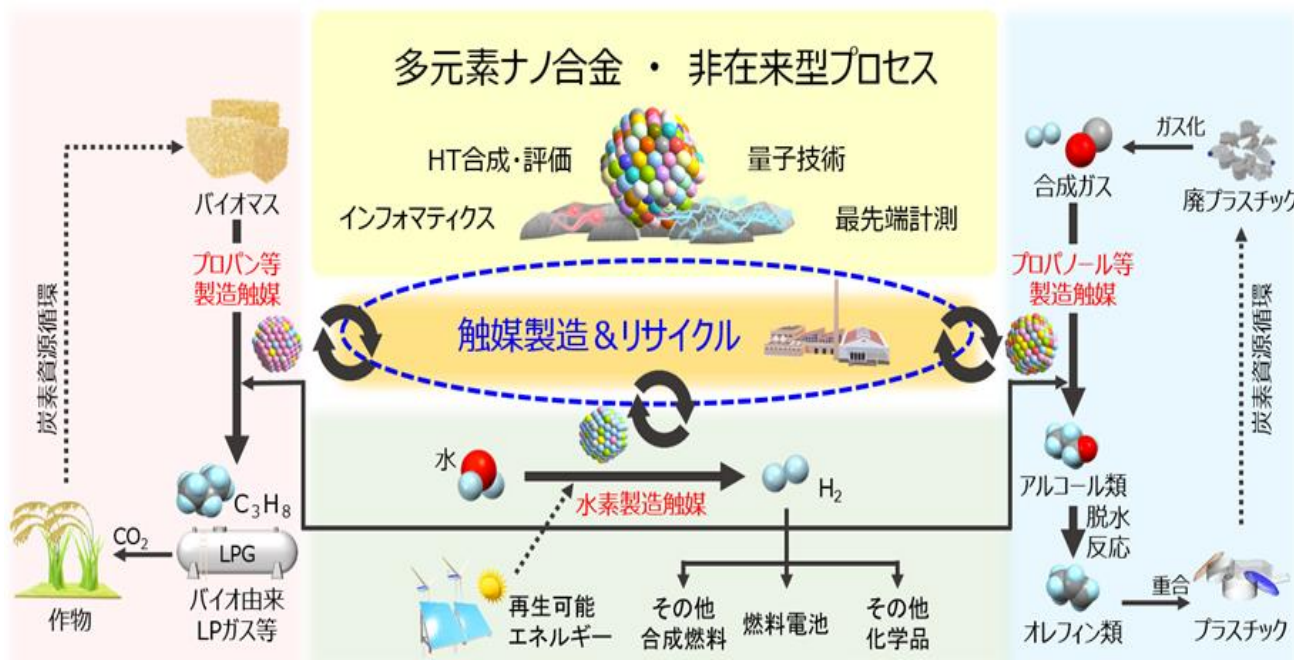 多元素ナノ合金 ・ 非在来型プロセス
HT合成・評価
量子技術
インフォマティクス
最先端計測
バイオマス
プロパン等
製造触媒
炭素資源循環
C₃H₈
LPG
CO₂
作物
バイオ由来
LPガス等
触媒製造&リサイクル
水
水素製造触媒
H₂
再生可能
エネルギー
その他
合成燃料
燃料電池
その他
化学品
合成ガス
ガス化
廃プラスチック
プロパノール等
製造触媒
炭素資源循環
アルコール類
脱水
反応
オレフィン類
重合
プラスチック